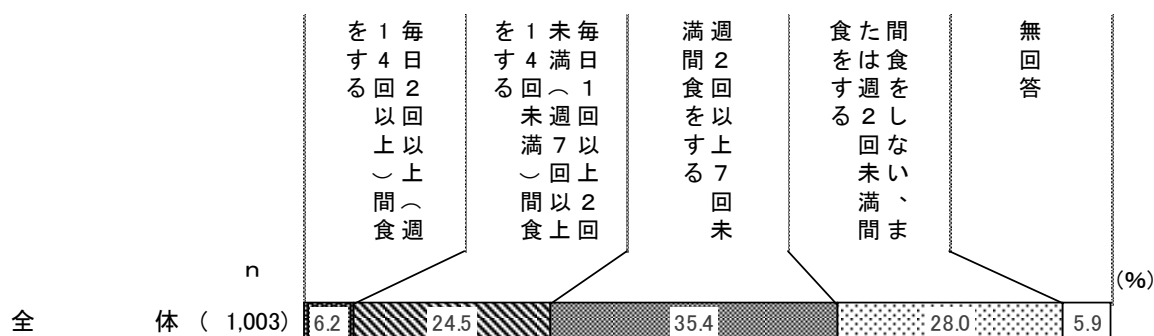 毎日２回以上（週
１４回以上）間食
をする
毎日１回以上２回
未満（週７回以上
１４回未満）間食
をする
週２回以上７回未
満間食をする
間食をしない、ま
たは週２回未満間
食をする
無回答
ｎ
(%)
全　　体 ( 1,003) 6.2 24.5 35.4 28.0 5.9